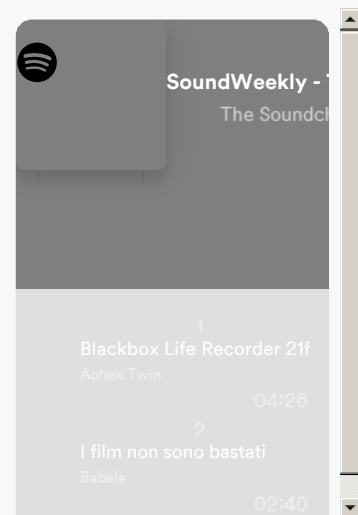 SoundWeekly -
The Soundch
1
Blackbox Life Recorder 21f
Aphex Twin
04:26
2
I film non sono bastati
Babele
02:40